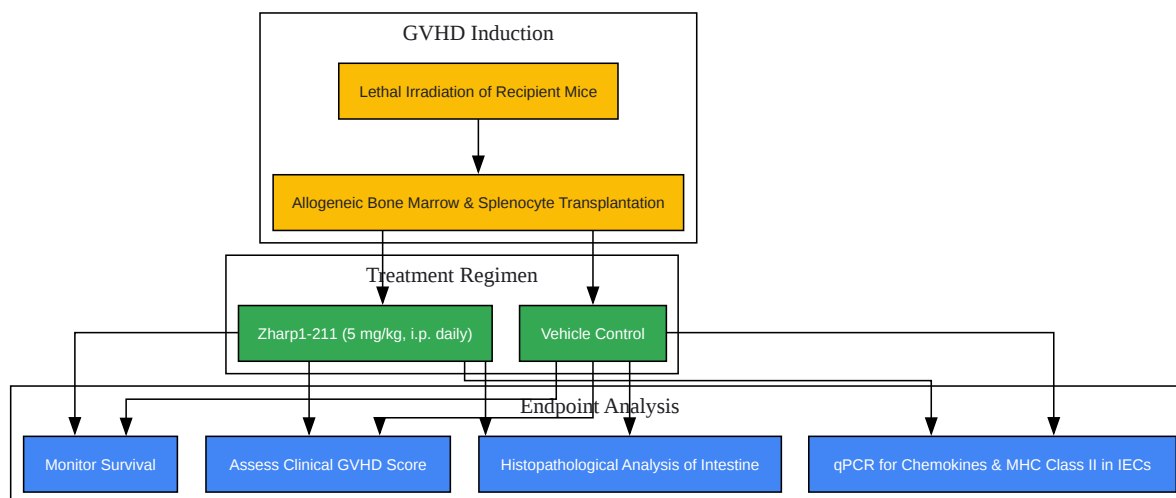 GVHD Induction
Lethal Irradiation of Recipient Mice
Allogeneic Bone Marrow & Splenocyte Transplantation
Treatment Regimen
Zharp1-211 (5 mg/kg, i.p. daily)
Vehicle Control
Endpoint Analysis
Monitor Survival
Assess Clinical GVHD Score
Histopathological Analysis of Intestine
qPCR for Chemokines & MHC Class II in IECs